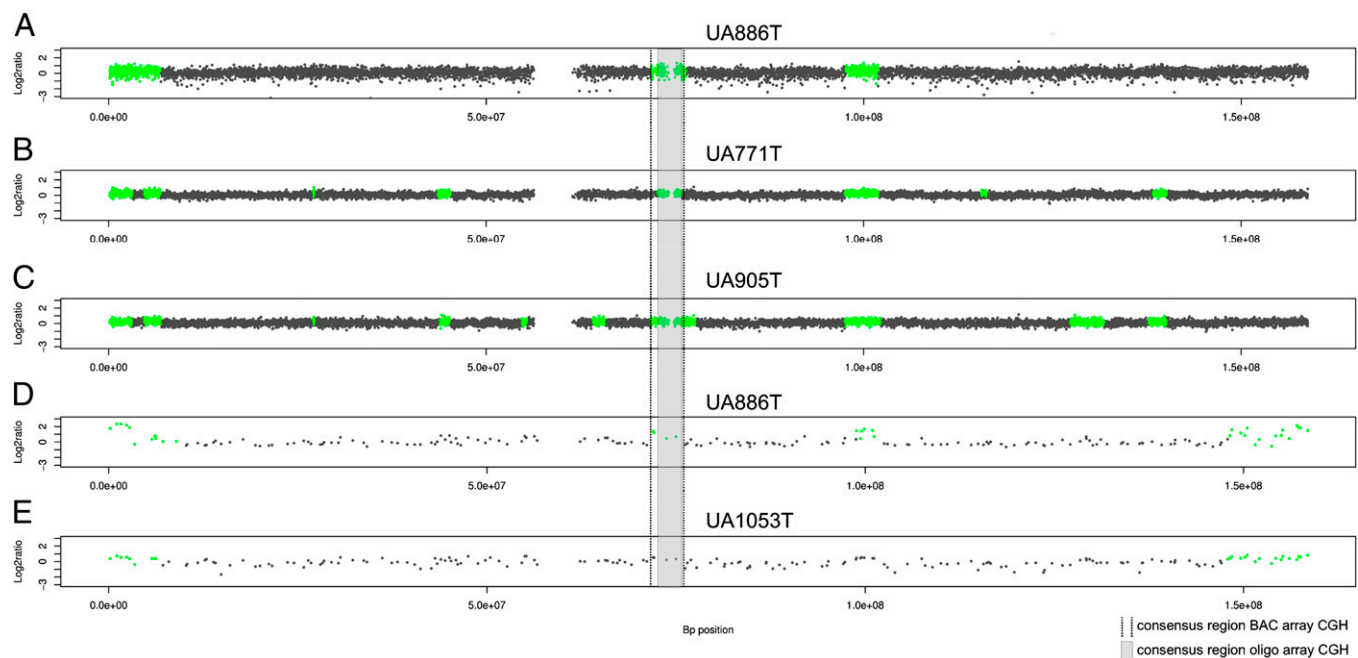 A
UA886T
Log2ratio
2
0
-3
0.0e+00 5.0e+07 1.0e+08 1.5e+08
B
UA771T
Log2ratio
2
0
-3
0.0e+00 5.0e+07 1.0e+08 1.5e+08
C
UA905T
Log2ratio
2
0
-3
0.0e+00 5.0e+07 1.0e+08 1.5e+08
D
UA886T
Log2ratio
2
0
-3
0.0e+00 5.0e+07 1.0e+08 1.5e+08
E
UA1053T
Log2ratio
2
0
-3
0.0e+00 5.0e+07 1.0e+08 1.5e+08
Bp position
consensus region BAC array CGH
consensus region oligo array CGH